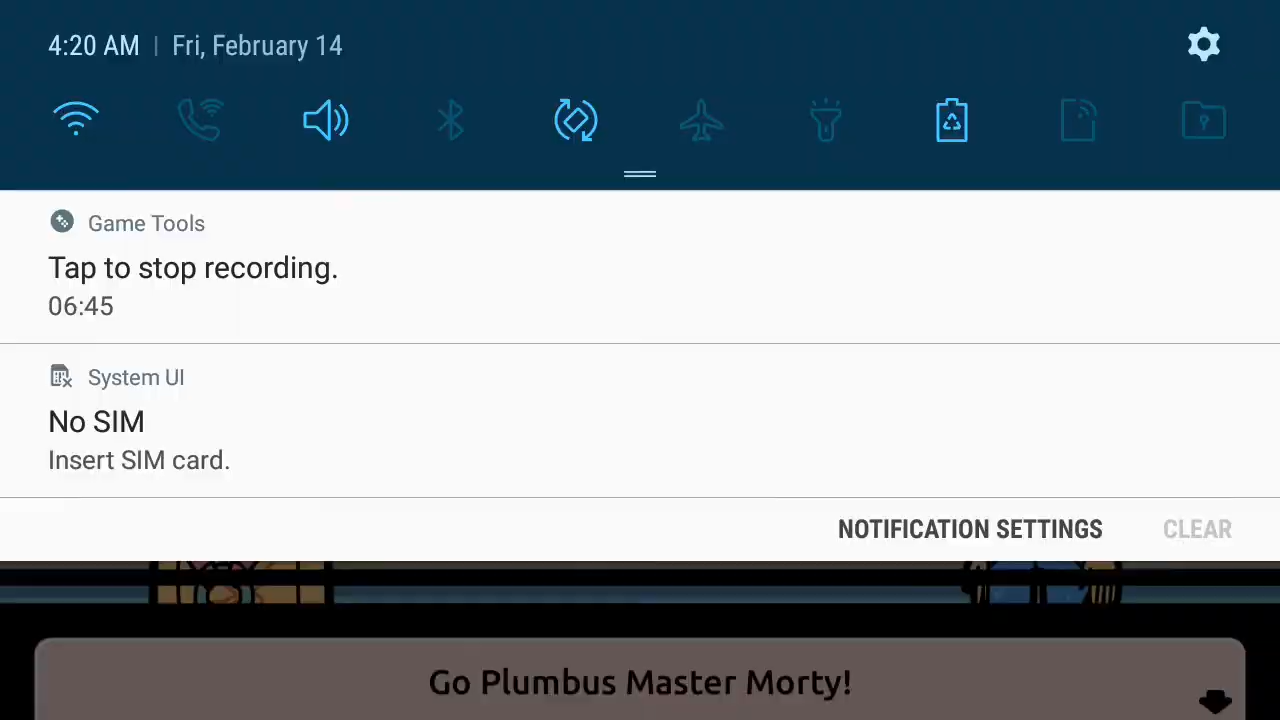 4:20 AM | Fri, February 14
Game Tools
Tap to stop recording.
06:45
System UI
No SIM
Insert SIM card.
NOTIFICATION SETTINGS CLEAR
Go Plumbus Master Morty!